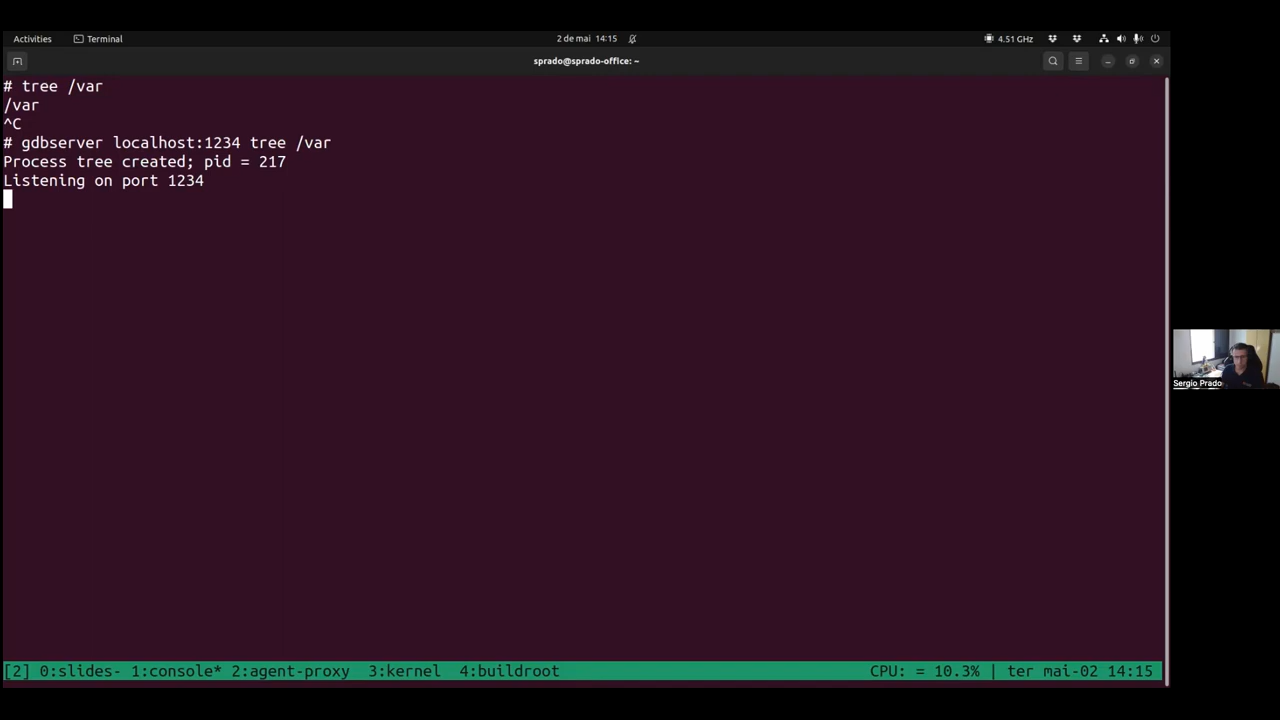 Activities Terminal 2 de mai 14:15 4.51 GHz
sprado@sprado-office: ~
# tree /var
/var
^C
# gdbserver localhost:1234 tree /var
Process tree created; pid = 217
Listening on port 1234
Sergio Prado
[2] 0:slides- 1:console* 2:agent-proxy 3:kernel 4:buildroot CPU: = 10.3% | ter mai-02 14:15